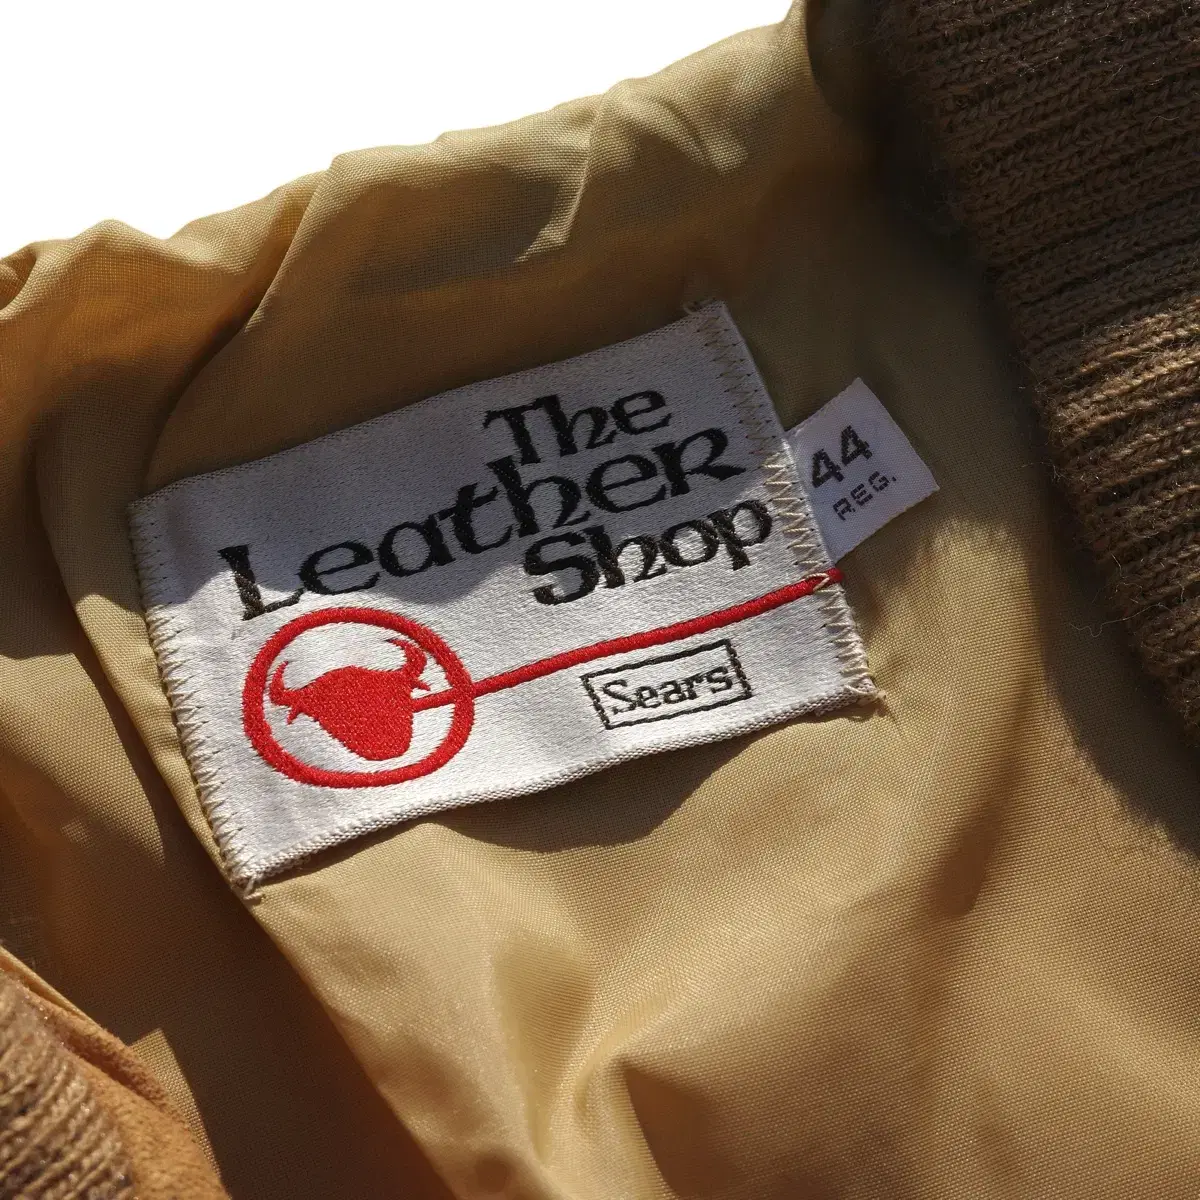 The
Leather
Shop
Sears
44
REG.